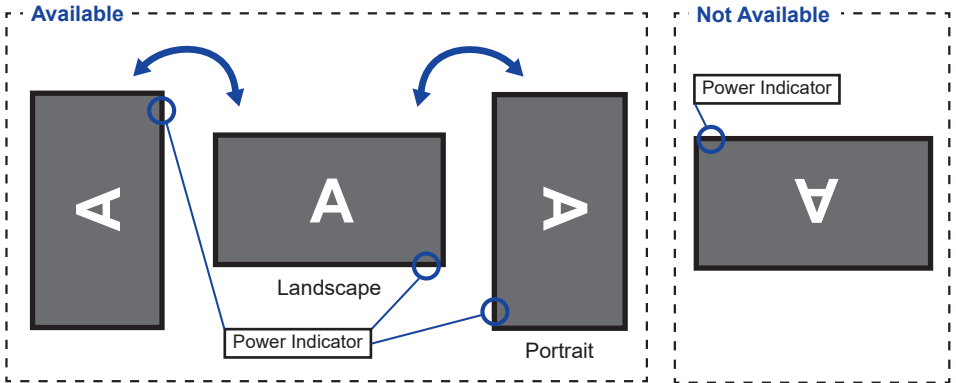 Available
Not Available
Power Indicator
A
A
A
A
Landscape
Power Indicator
Portrait